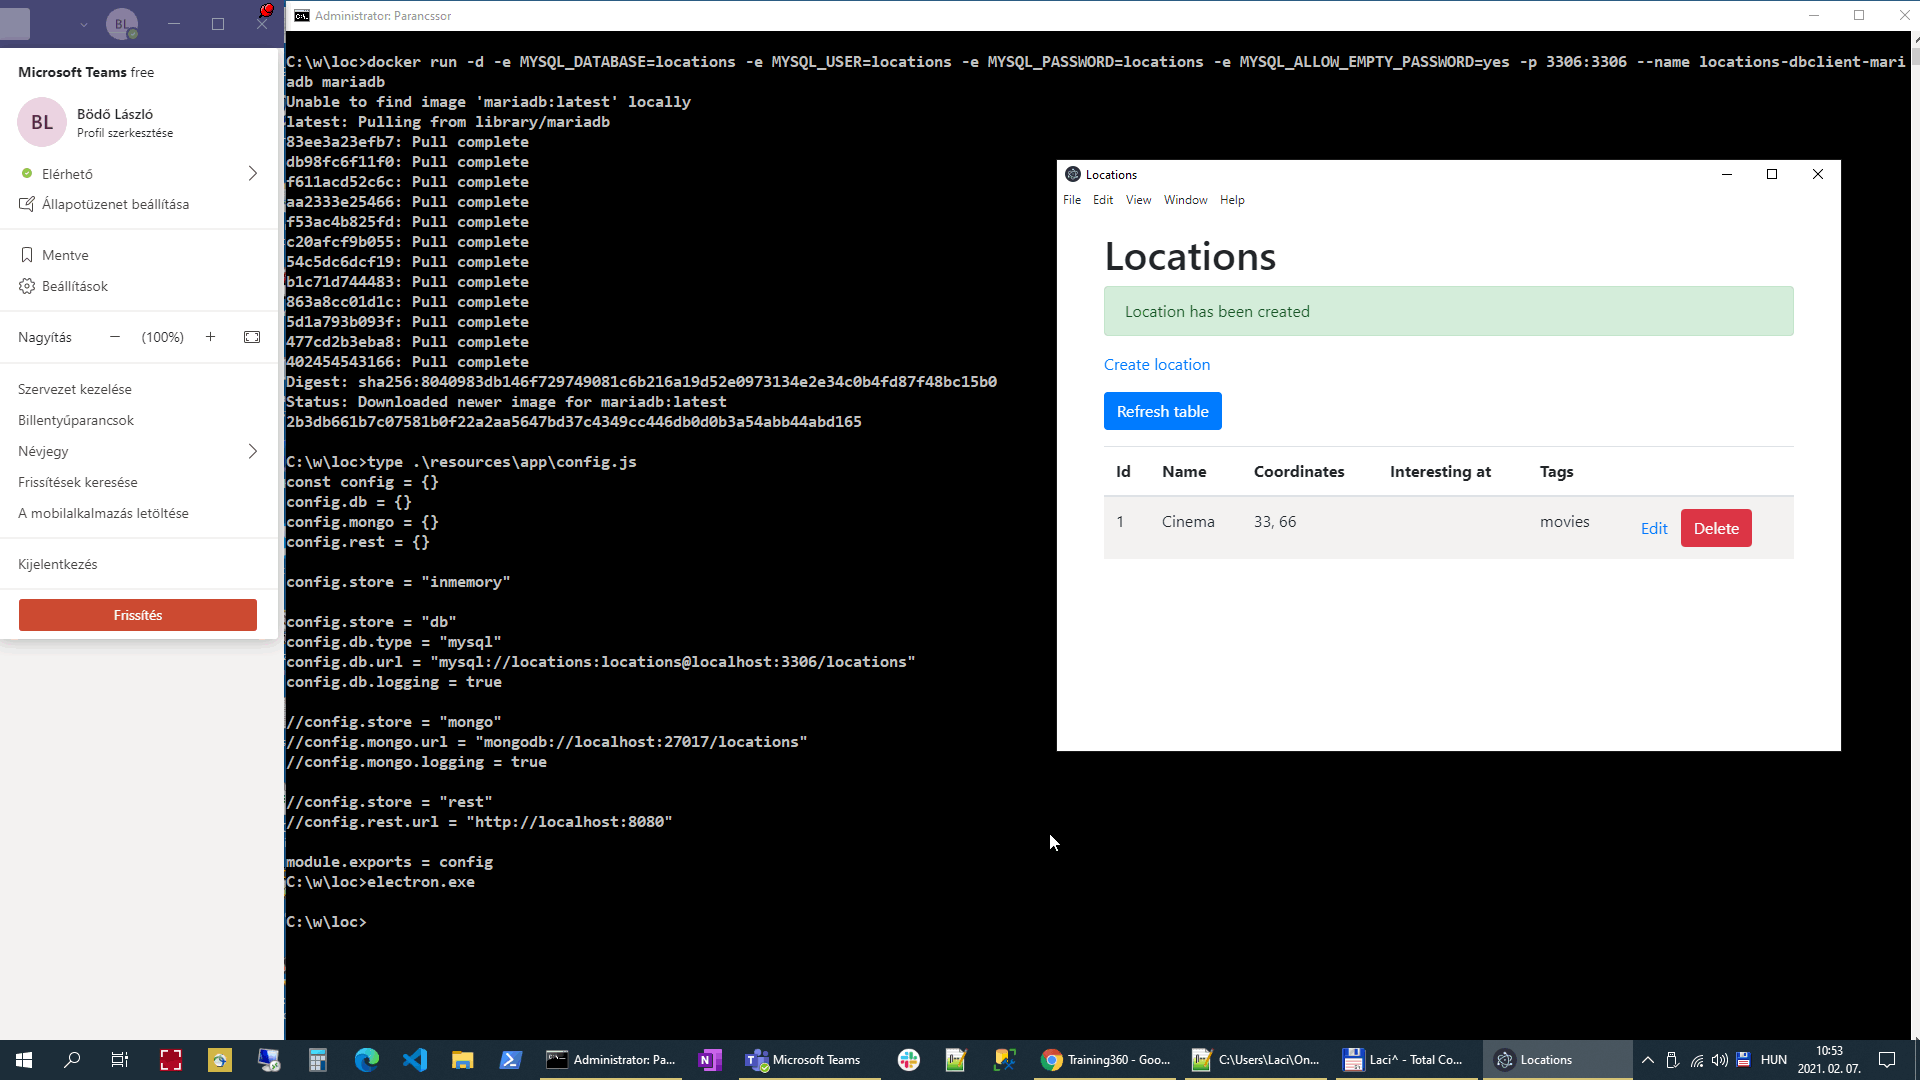 BL
Microsoft Teams free
BL
Bödő László
Profil szerkesztése
Elérhető
Állapotüzenet beállítása
Mentve
Beállítások
Nagyítás
(100%)
Szervezet kezelése
Billentyűparancsok
Névjegy
Frissítések keresése
A mobilalkalmazás letöltése
Kijelentkezés
Frissítés
Administrator: Parancssor
C:\w\loc>docker run -d -e MYSQL_DATABASE=locations -e MYSQL_USER=locations -e MYSQL_PASSWORD=locations -e MYSQL_ALLOW_EMPTY_PASSWORD=yes -p 3306:3306 --name locations-dbclient-mari
adb mariadb
Unable to find image 'mariadb:latest' locally
latest: Pulling from library/mariadb
83ee3a23efb7: Pull complete
db98fc6f11f0: Pull complete
f611acd52c6c: Pull complete
aa2333e25466: Pull complete
f53ac4b825fd: Pull complete
c20afcf9b055: Pull complete
54c5dc6dcf19: Pull complete
b1c71d744483: Pull complete
863a8cc01d1c: Pull complete
5d1a793b093f: Pull complete
477cd2b3eba8: Pull complete
402454543166: Pull complete
Digest: sha256:8040983db146f729749081c6b216a19d52e0973134e2e34c0b4fd87f48bc15b0
Status: Downloaded newer image for mariadb:latest
2b3db661b7c07581b0f22a2aa5647bd37c4349cc446db0d0b3a54abb44abd165
C:\w\loc>type .\resources\app\config.js
const config = {}
config.db = {}
config.mongo = {}
config.rest = {}
config.store = "inmemory"
config.store = "db"
config.db.type = "mysql"
config.db.url = "mysql://locations:locations@localhost:3306/locations"
config.db.logging = true
//config.store = "mongo"
//config.mongo.url = "mongodb://localhost:27017/locations"
//config.mongo.logging = true
//config.store = "rest"
//config.rest.url = "http://localhost:8080"
module.exports = config
C:\w\loc>electron.exe
C:\w\loc>
Locations
File Edit View Window Help
Locations
Location has been created
Create location
Refresh table
Id Name Coordinates Interesting at Tags
1 Cinema 33, 66 movies Edit Delete
Administrator: Pa...
Microsoft Teams
Training360 - Goo...
C:\Users\Laci\On...
Laci^ - Total Co...
Locations
HUN
10:53
2021. 02. 07.